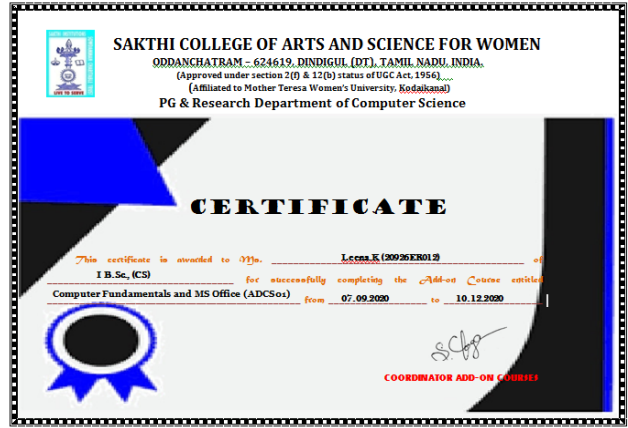 SAKTHI COLLEGE OF ARTS AND SCIENCE FOR WOMEN
ODDANCHATRAM – 624619, DINDIGUL (DT), TAMIL NADU, INDIA.
(Approved under section 2(f) & 12(b) status of UGC Act, 1956)
(Affiliated to Mother Teresa Women's University, Kodaikanal)
PG & Research Department of Computer Science
CERTIFICATE
This certificate is awarded to Ms. Leena.K (20926ER012) of
I B.Sc., (CS) for successfully completing the Add-on Course entitled
Computer Fundamentals and MS Office (ADCS01) from 07.09.2020 to 10.12.2020
COORDINATOR ADD-ON COURSES
LIVE TO SERVE